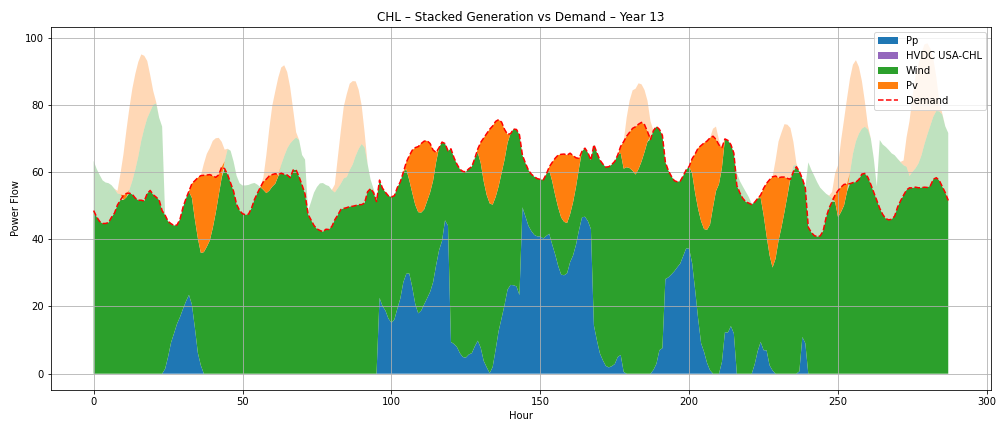 CHL – Stacked Generation vs Demand – Year 13
Power Flow
100
80
60
40
20
0
0
50
100
150
200
250
300
Hour
Pp
HVDC USA-CHL
Wind
Pv
Demand